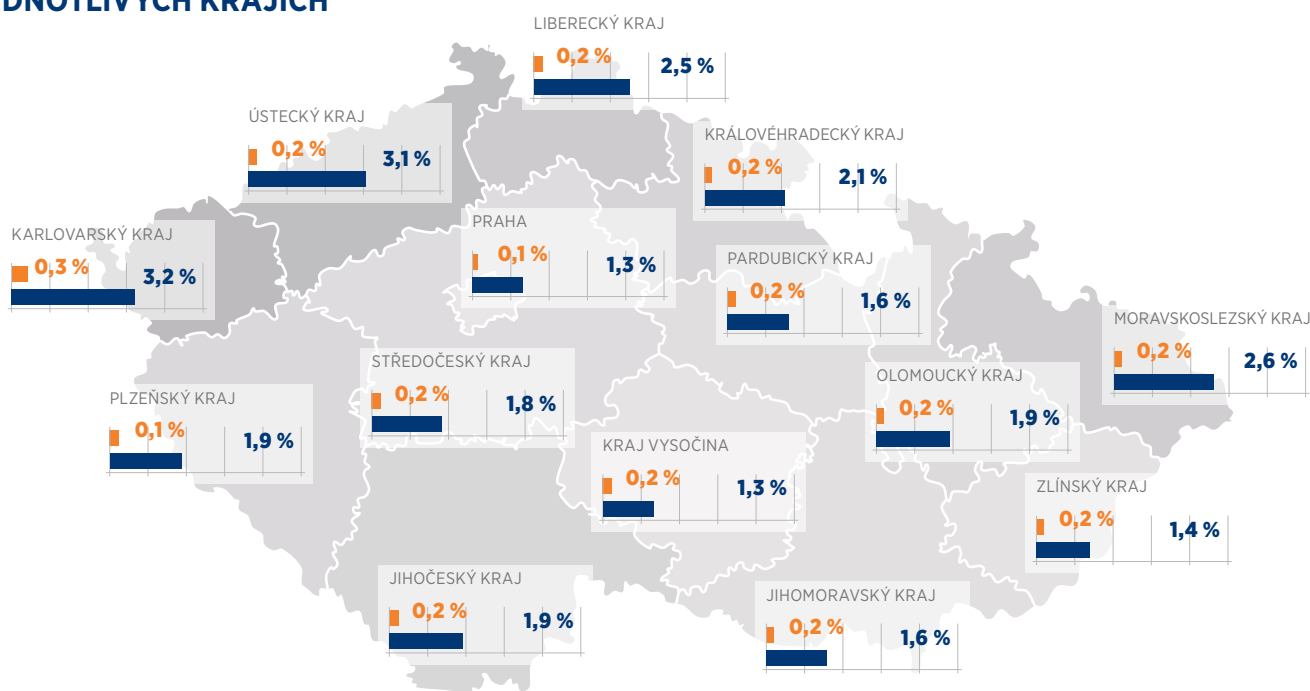 DNOTLIVÝCH KRAJÍCH
LIBERECKÝ KRAJ
0,2 %
2,5 %
ÚSTECKÝ KRAJ
0,2 %
3,1 %
KRÁLOVÉHRADECKÝ KRAJ
0,2 %
2,1 %
KARLOVARSKÝ KRAJ
0,3 %
3,2 %
PRAHA
0,1 %
1,3 %
PARDUBICKÝ KRAJ
0,2 %
1,6 %
MORAVSKOSLEZSKÝ KRAJ
0,2 %
2,6 %
STŘEDOČESKÝ KRAJ
0,2 %
1,8 %
OLOMOUCKÝ KRAJ
0,2 %
1,9 %
PLZEŇSKÝ KRAJ
0,1 %
1,9 %
KRAJ VYSOČINA
0,2 %
1,3 %
ZLÍNSKÝ KRAJ
0,2 %
1,4 %
JIHOČESKÝ KRAJ
0,2 %
1,9 %
JIHOMORAVSKÝ KRAJ
0,2 %
1,6 %